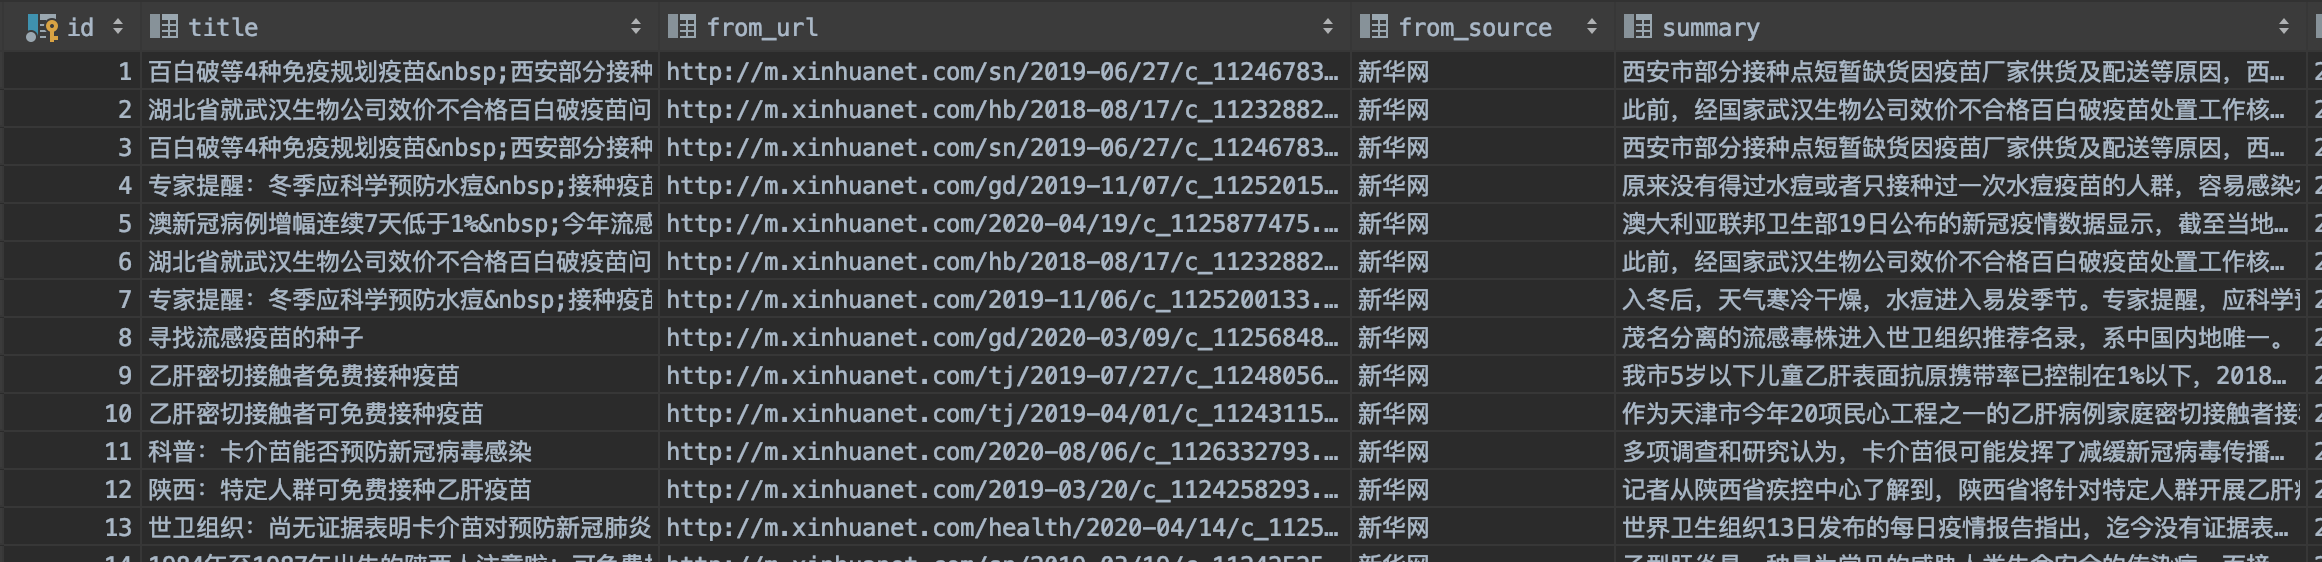 id title from_url from_source summary
1 百白破等4种免疫规划疫苗&nbsp;西安部分接种 http://m.xinhuanet.com/sn/2019-06/27/c_11246783… 新华网 西安市部分接种点短暂缺货因疫苗厂家供货及配送等原因，西…
2 湖北省就武汉生物公司效价不合格百白破疫苗问 http://m.xinhuanet.com/hb/2018-08/17/c_11232882… 新华网 此前，经国家武汉生物公司效价不合格百白破疫苗处置工作核…
3 百白破等4种免疫规划疫苗&nbsp;西安部分接种 http://m.xinhuanet.com/sn/2019-06/27/c_11246783… 新华网 西安市部分接种点短暂缺货因疫苗厂家供货及配送等原因，西…
4 专家提醒：冬季应科学预防水痘&nbsp;接种疫苗 http://m.xinhuanet.com/gd/2019-11/07/c_11252015… 新华网 原来没有得过水痘或者只接种过一次水痘疫苗的人群，容易感染
5 澳新冠病例增幅连续7天低于1%&nbsp;今年流感 http://m.xinhuanet.com/2020-04/19/c_1125877475.… 新华网 澳大利亚联邦卫生部19日公布的新冠疫情数据显示，截至当地…
6 湖北省就武汉生物公司效价不合格百白破疫苗问 http://m.xinhuanet.com/hb/2018-08/17/c_11232882… 新华网 此前，经国家武汉生物公司效价不合格百白破疫苗处置工作核…
7 专家提醒：冬季应科学预防水痘&nbsp;接种疫苗 http://m.xinhuanet.com/2019-11/06/c_1125200133.… 新华网 入冬后，天气寒冷干燥，水痘进入易发季节。专家提醒，应科学预
8 寻找流感疫苗的种子 http://m.xinhuanet.com/gd/2020-03/09/c_11256848… 新华网 茂名分离的流感毒株进入世卫组织推荐名录，系中国内地唯一。
9 乙肝密切接触者免费接种疫苗 http://m.xinhuanet.com/tj/2019-07/27/c_11248056… 新华网 我市5岁以下儿童乙肝表面抗原携带率已控制在1%以下，2018…
10 乙肝密切接触者可免费接种疫苗 http://m.xinhuanet.com/tj/2019-04/01/c_11243115… 新华网 作为天津市今年20项民心工程之一的乙肝病例家庭密切接触者接
11 科普：卡介苗能否预防新冠病毒感染 http://m.xinhuanet.com/2020-08/06/c_1126332793.… 新华网 多项调查和研究认为，卡介苗很可能发挥了减缓新冠病毒传播…
12 陕西：特定人群可免费接种乙肝疫苗 http://m.xinhuanet.com/2019-03/20/c_1124258293.… 新华网 记者从陕西省疾控中心了解到，陕西省将针对特定人群开展乙肝
13 世卫组织：尚无证据表明卡介苗对预防新冠肺炎 http://m.xinhuanet.com/health/2020-04/14/c_1125… 新华网 世界卫生组织13日发布的每日疫情报告指出，迄今没有证据表…